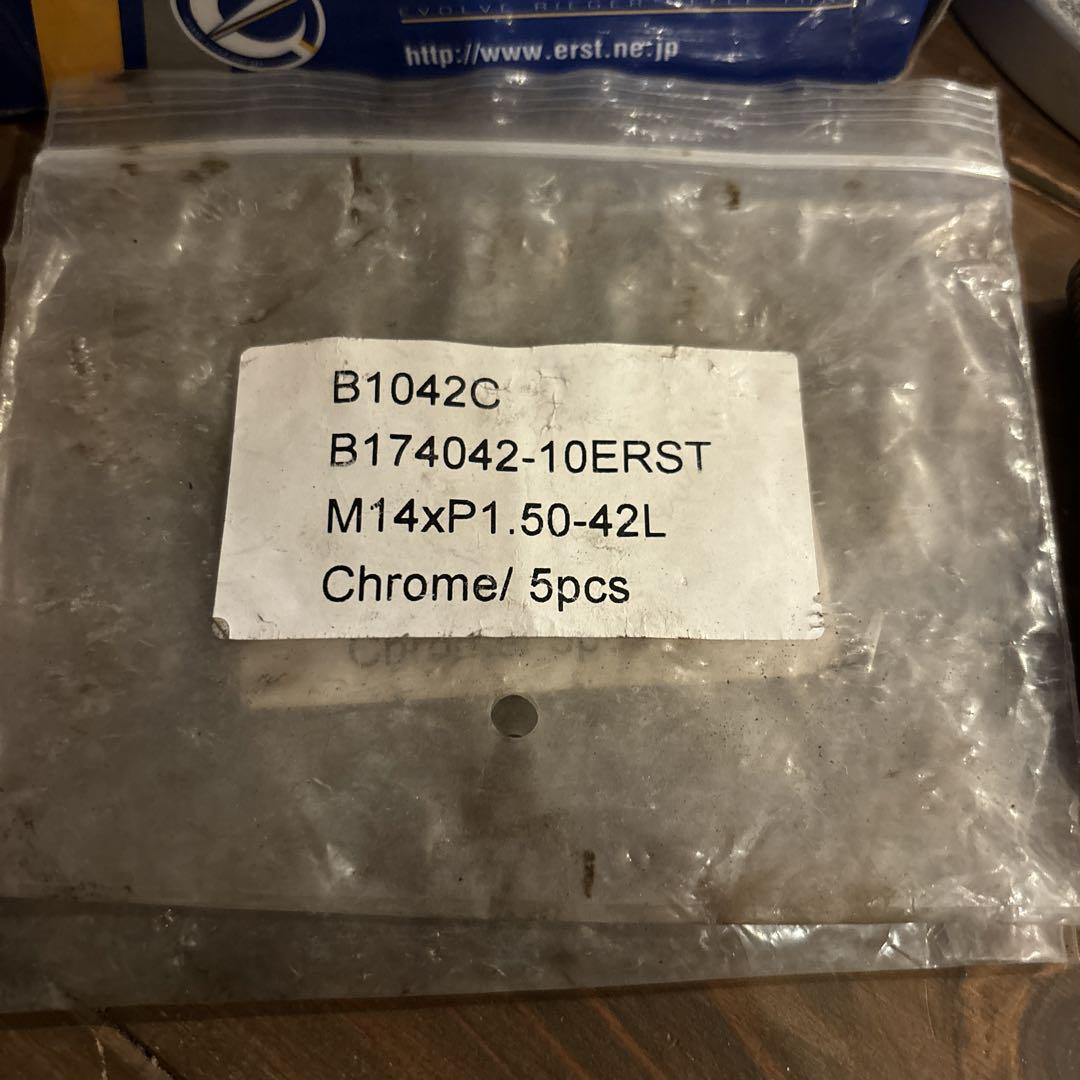 http://www.erst.ne.jp
B1042C
B174042-10ERST
M14xP1.50-42L
Chrome/ 5pcs